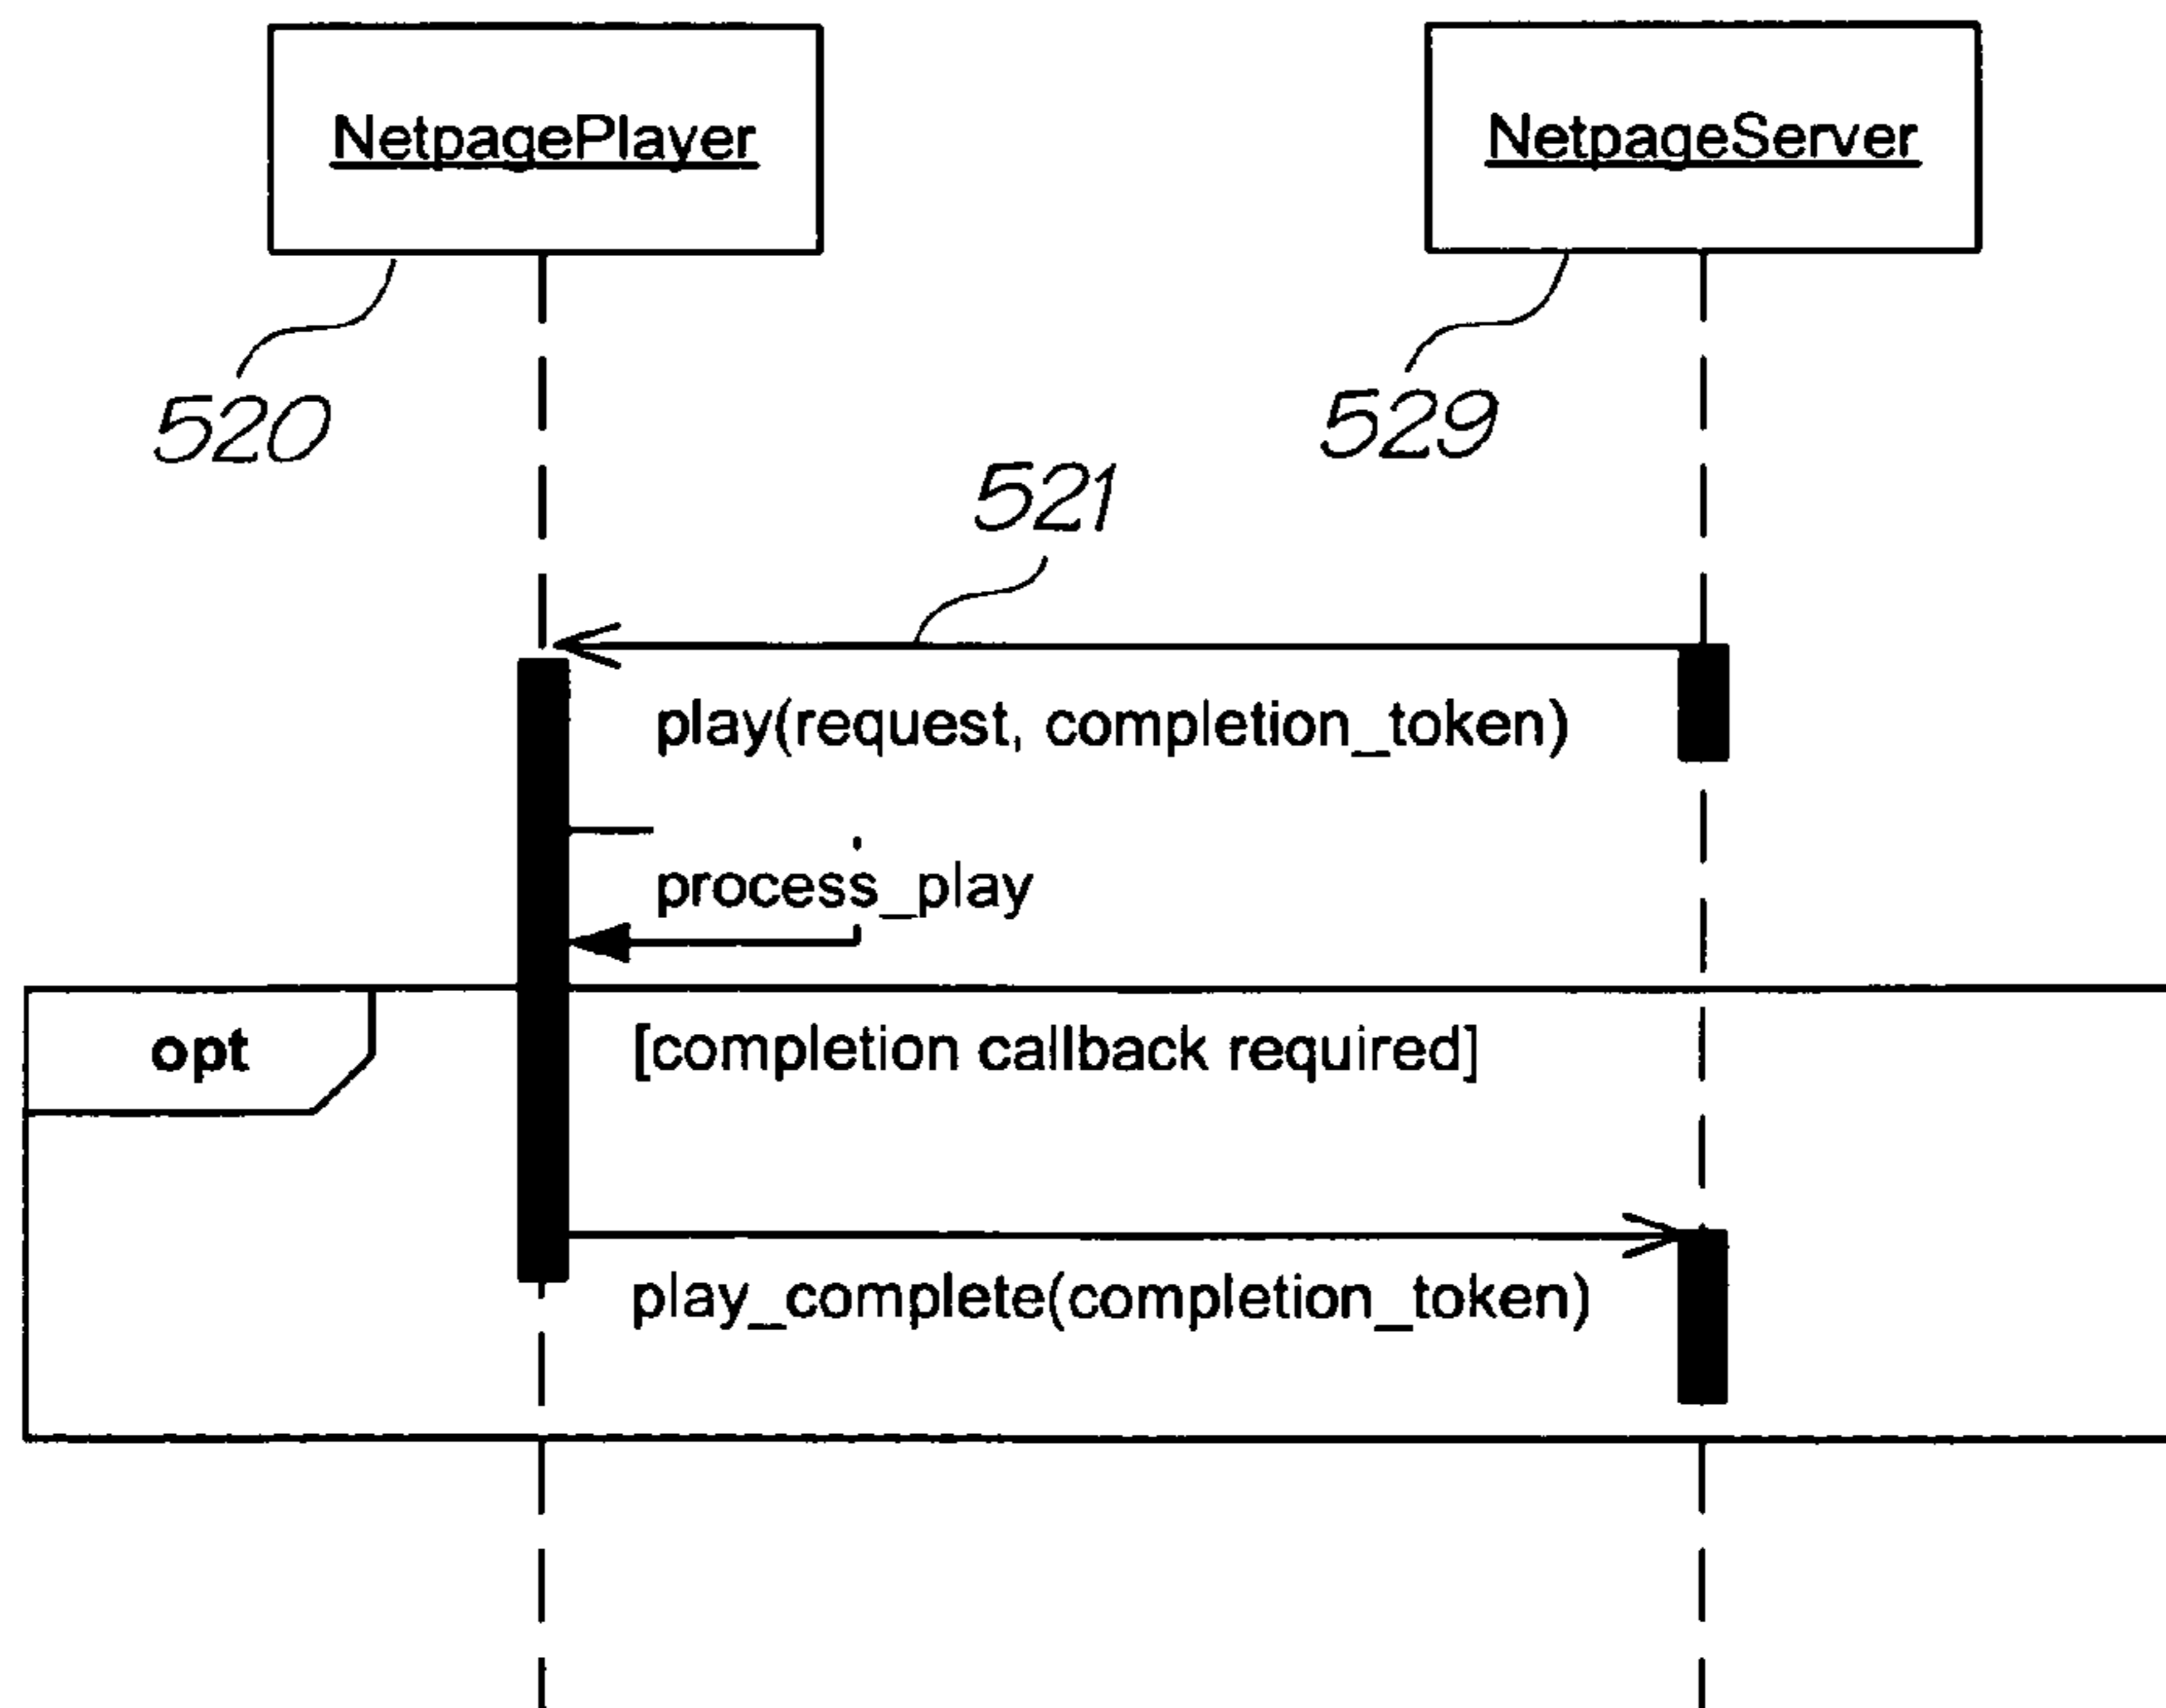 NetpagePlayer
NetpageServer
520
529
521
play(request, completion_token)
process_play
opt
[completion callback required]
play_complete(completion_token)